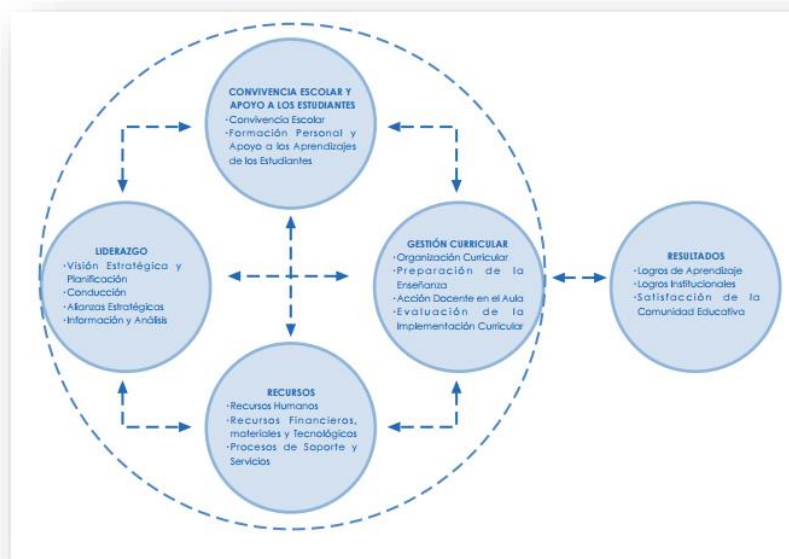 CONVIVENCIA ESCOLAR Y
APOYO A LOS ESTUDIANTES
·Convivencia Escolar
·Formación Personal y
Apoyo a los Aprendizajes
de los Estudiantes
LIDERAZGO
·Visión Estratégica y
Planificación
·Conducción
·Alianzas Estratégicas
·Información y Análisis
GESTIÓN CURRICULAR
·Organización Curricular
·Preparación de la
Enseñanza
·Acción Docente en el Aula
·Evaluación de la
Implementación Curricular
RESULTADOS
·Logros de Aprendizaje
·Logros Institucionales
·Satisfacción de la
Comunidad Educativa
RECURSOS
·Recursos Humanos
·Recursos Financieros,
materiales y Tecnológicos
·Procesos de Soporte y
Servicios